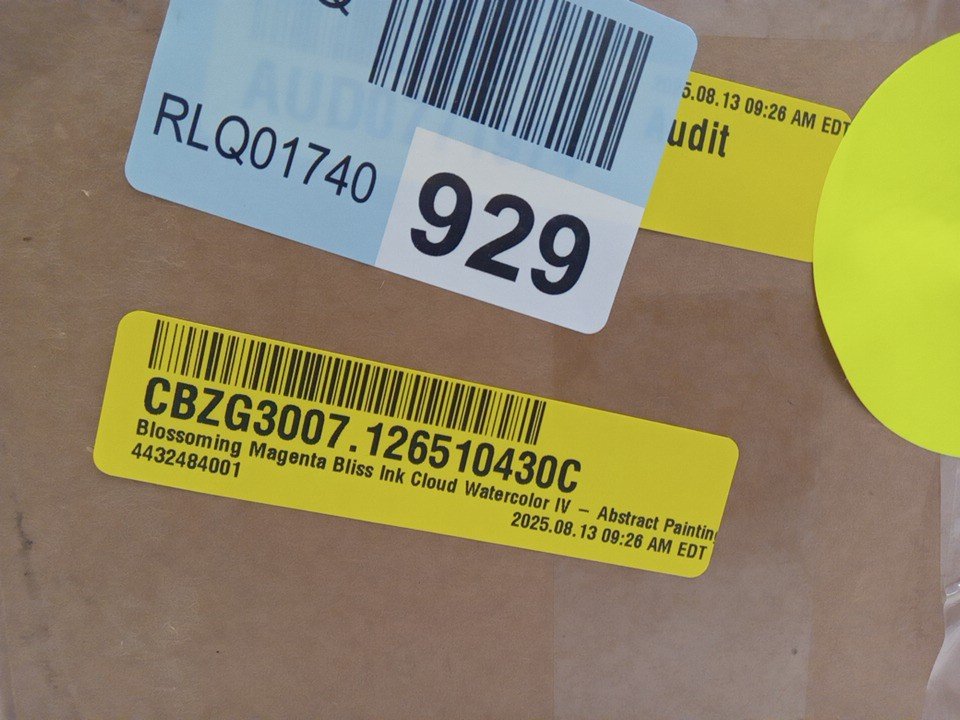 RLQ01740
929
5.08.13 09:26 AM EDT
udit
CBZG3007.126510430C
Blossoming Magenta Bliss Ink Cloud Watercolor IV – Abstract Painting
4432484001
2025.08.13 09:26 AM EDT